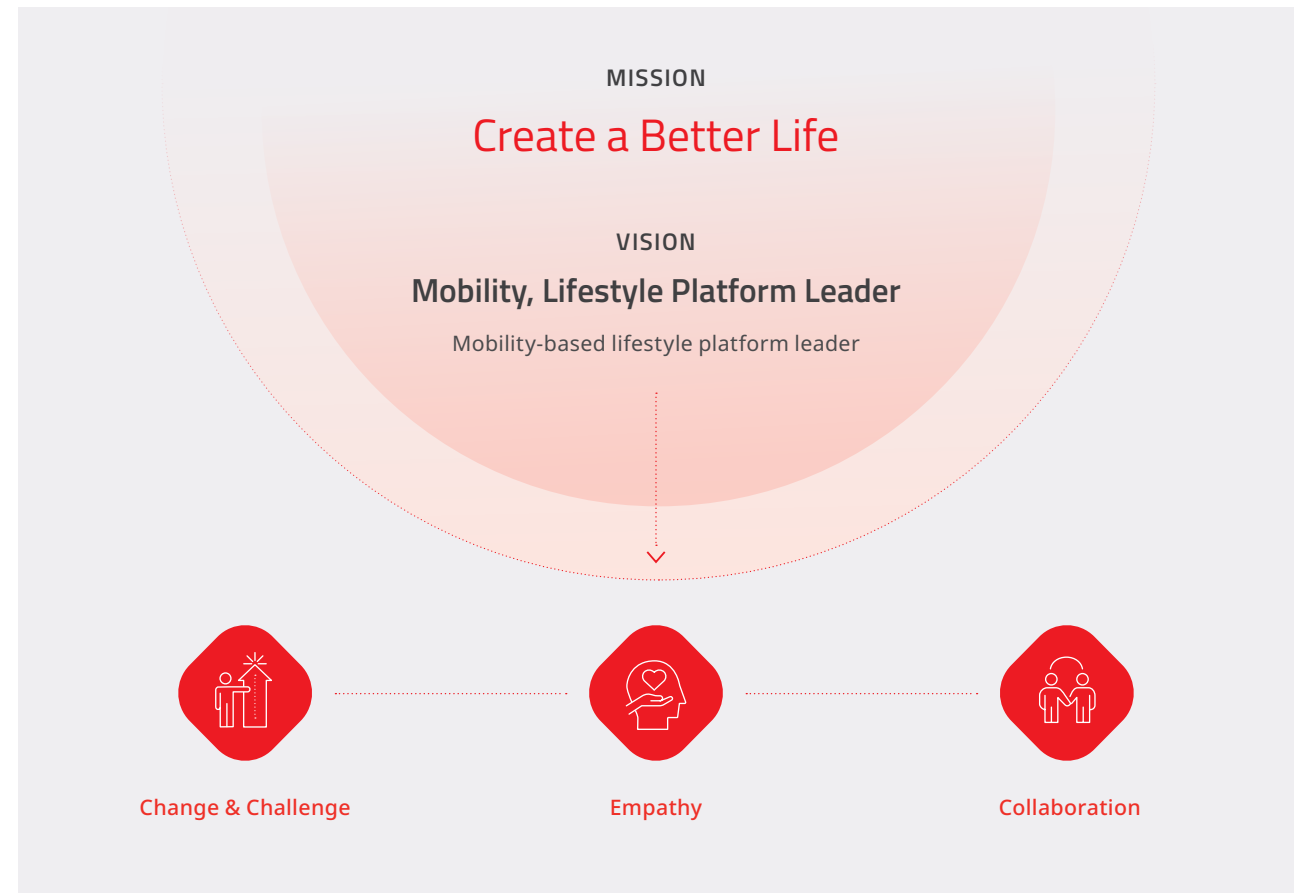 MISSION
Create a Better Life
VISION
Mobility, Lifestyle Platform Leader
Mobility-based lifestyle platform leader
Change & Challenge
Empathy
Collaboration